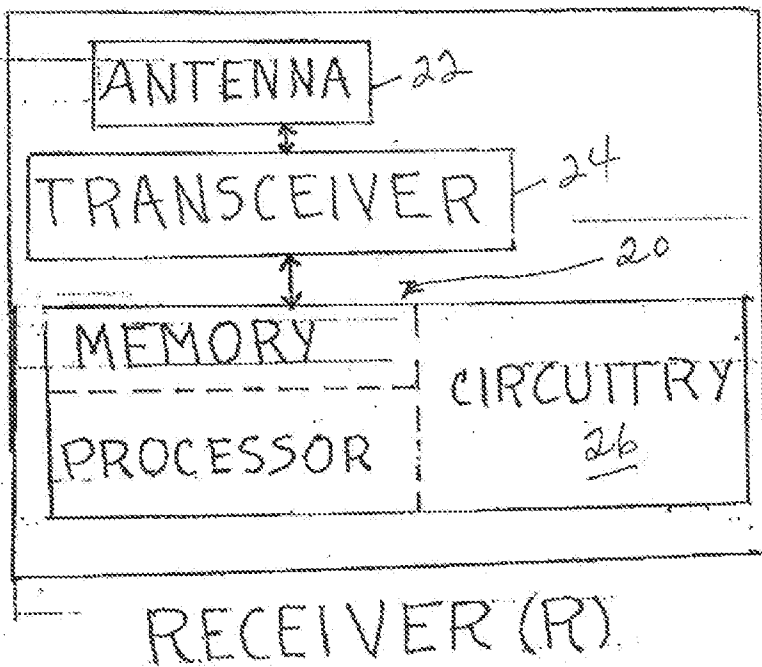 ANTENNA 22
TRANSCEIVER 24
20
MEMORY
CIRCUITRY
26
PROCESSOR
RECEIVER (R)